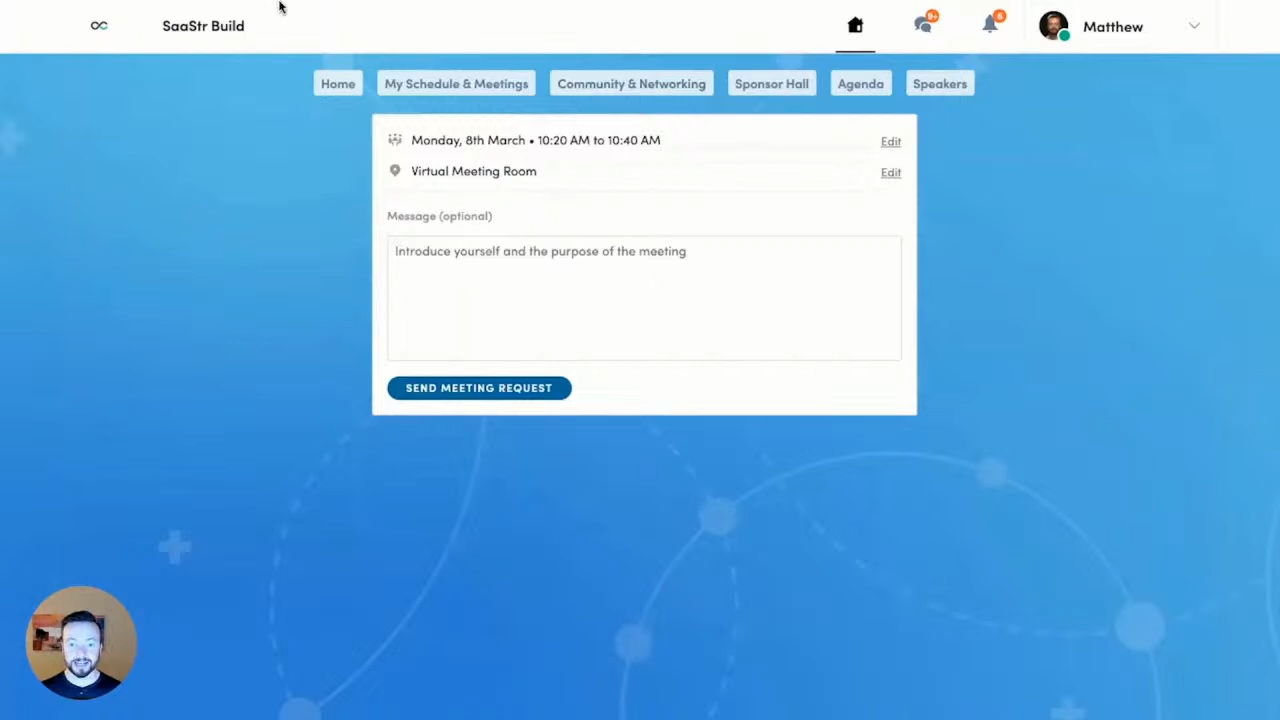 SaaStr Build
9+
6
Matthew
Home
My Schedule & Meetings
Community & Networking
Sponsor Hall
Agenda
Speakers
Monday, 8th March • 10:20 AM to 10:40 AM
Edit
Virtual Meeting Room
Edit
Message (optional)
Introduce yourself and the purpose of the meeting
SEND MEETING REQUEST